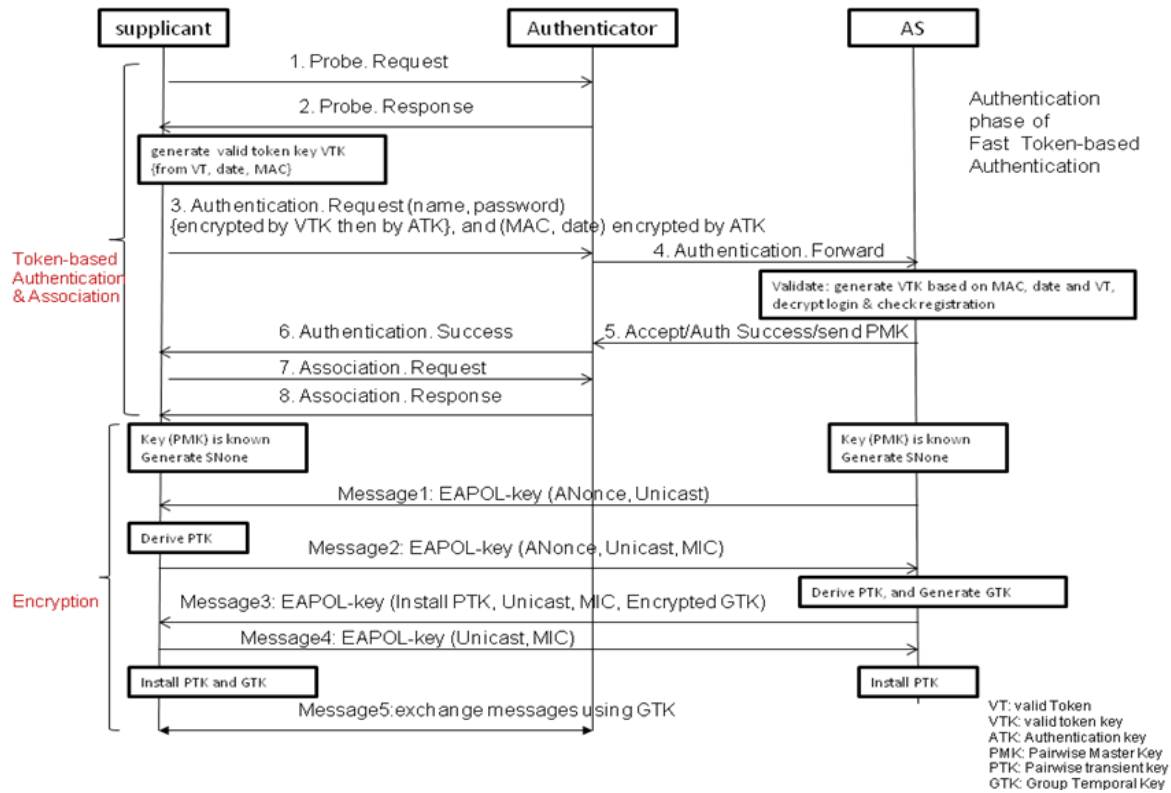 supplicant
Authenticator
AS
1. Probe. Request
2. Probe. Response
Authentication
phase of
Fast Token-based
Authentication
generate valid token key VTK
{from VT, date, MAC}
3. Authentication. Request (name, password)
{encrypted by VTK then by ATK}, and (MAC, date) encrypted by ATK
4. Authentication. Forward
Token-based
Authentication
& Association
Validate: generate VTK based on MAC, date and VT,
decrypt login & check registration
6. Authentication. Success
5. Accept/Auth Success/send PMK
7. Association. Request
8. Association. Response
Key (PMK) is known
Generate SNone
Key (PMK) is known
Generate SNone
Message1: EAPOL-key (ANonce, Unicast)
Derive PTK
Message2: EAPOL-key (ANonce, Unicast, MIC)
Encryption
Derive PTK, and Generate GTK
Message3: EAPOL-key (Install PTK, Unicast, MIC, Encrypted GTK)
Message4: EAPOL-key (Unicast, MIC)
Install PTK and GTK
Install PTK
Message5:exchange messages using GTK
VT: valid Token
VTK: valid token key
ATK: Authentication key
PMK: Pairwise Master Key
PTK: Pairwise transient key
GTK: Group Temporal Key